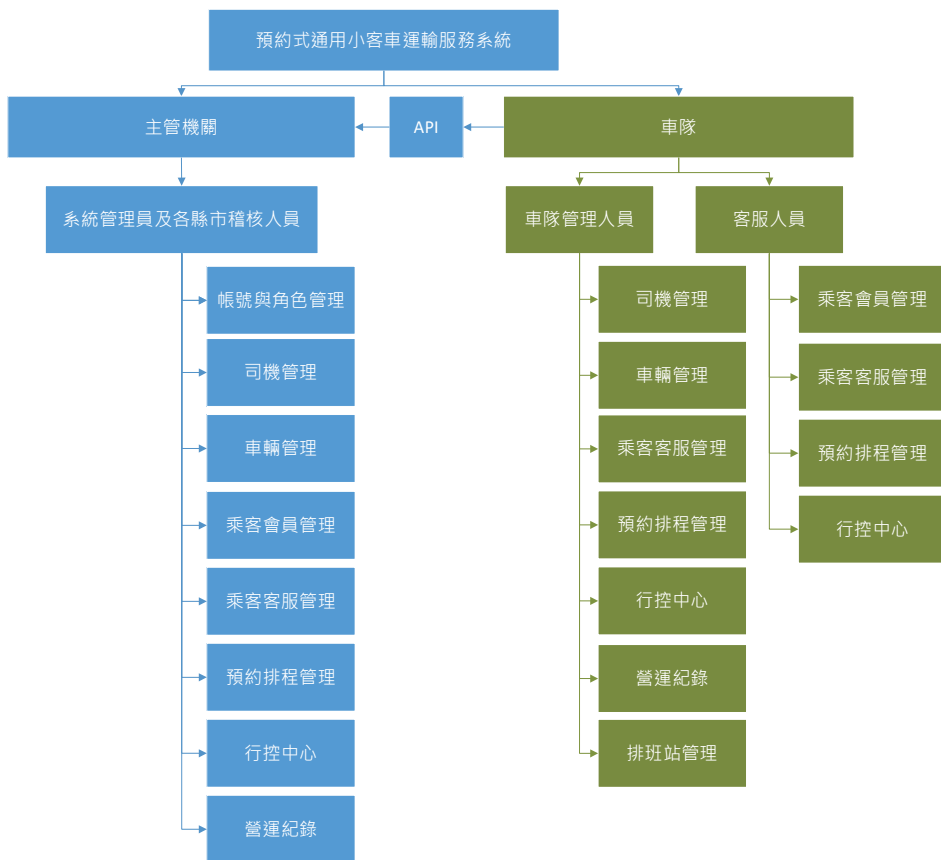 預約式通用小客車運輸服務系統
主管機關
API
車隊
系統管理員及各縣市稽核人員
帳號與角色管理
司機管理
車輛管理
乘客會員管理
乘客客服管理
預約排程管理
行控中心
營運紀錄
車隊管理人員
司機管理
車輛管理
乘客客服管理
預約排程管理
行控中心
營運紀錄
排班站管理
客服人員
乘客會員管理
乘客客服管理
預約排程管理
行控中心